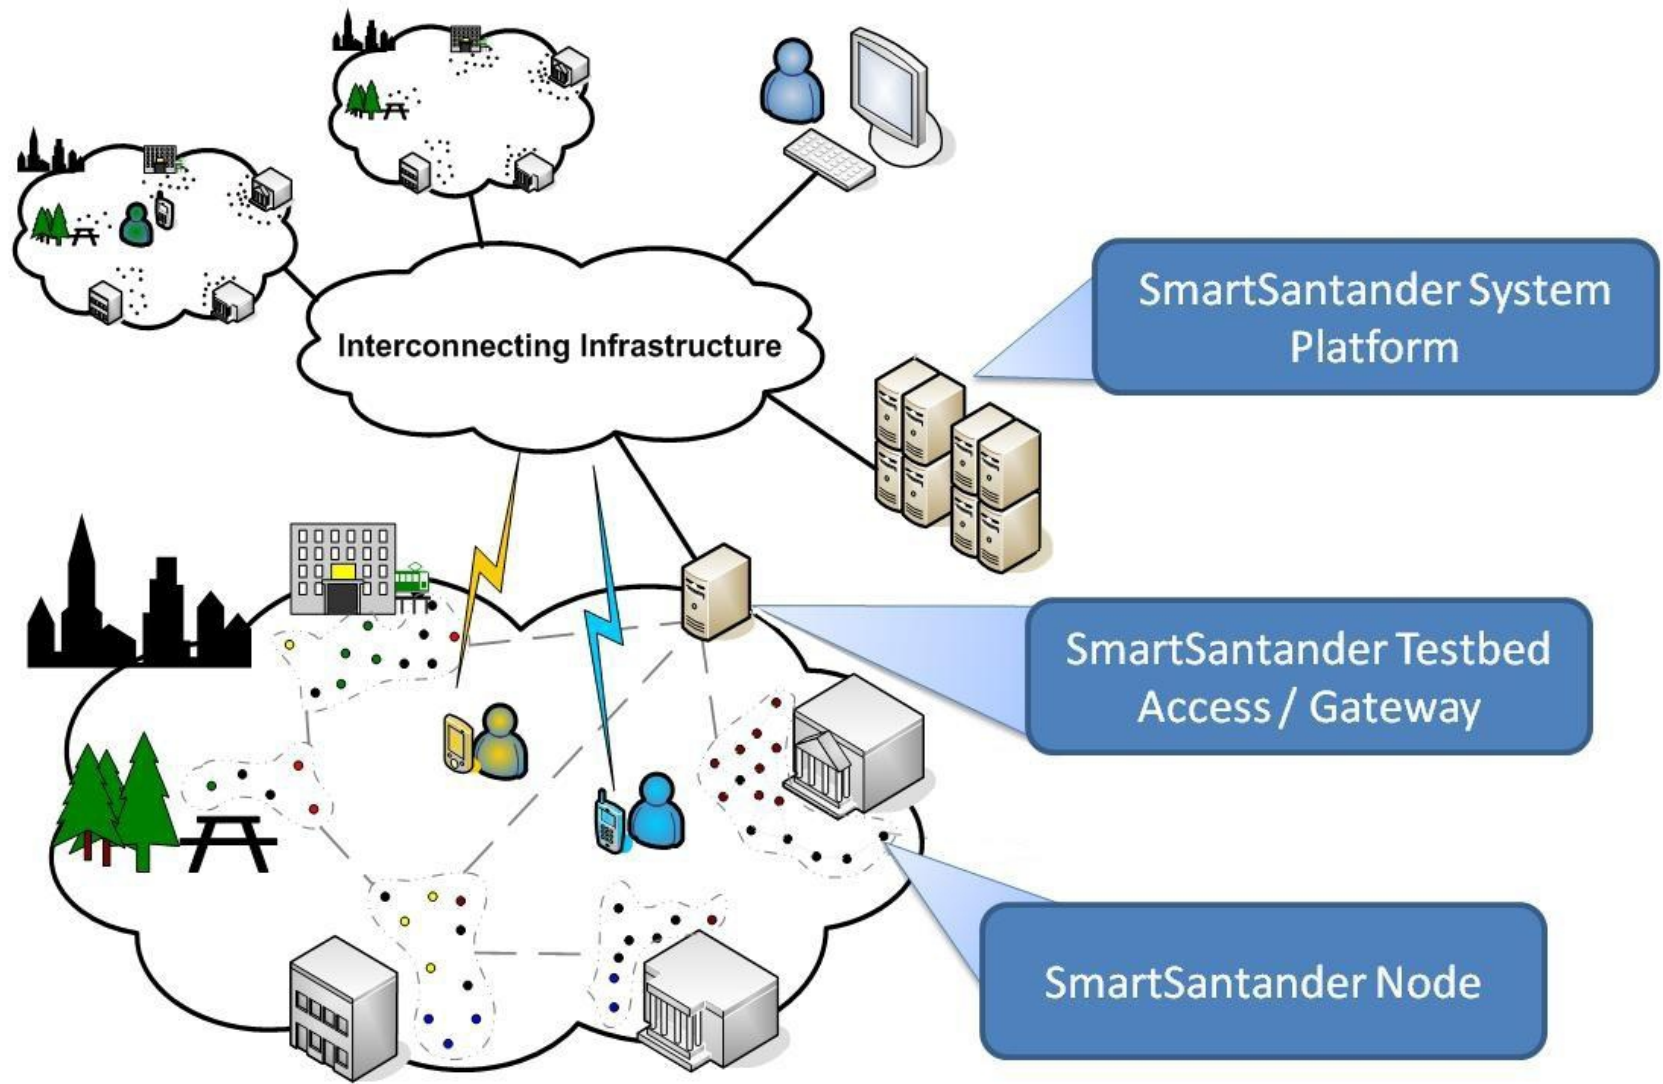 SmartSantander System
Platform
Interconnecting Infrastructure
SmartSantander Testbed
Access / Gateway
SmartSantander Node